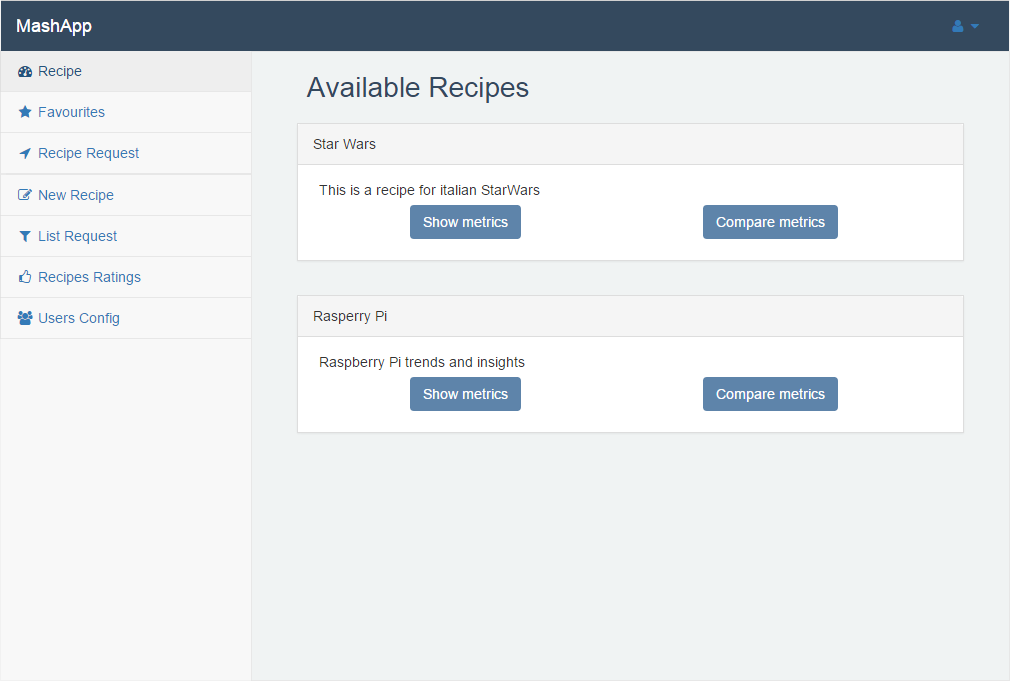 MashApp
Recipe
Favourites
Recipe Request
New Recipe
List Request
Recipes Ratings
Users Config
Available Recipes
Star Wars
This is a recipe for italian StarWars
Show metrics
Compare metrics
Rasperry Pi
Raspberry Pi trends and insights
Show metrics
Compare metrics